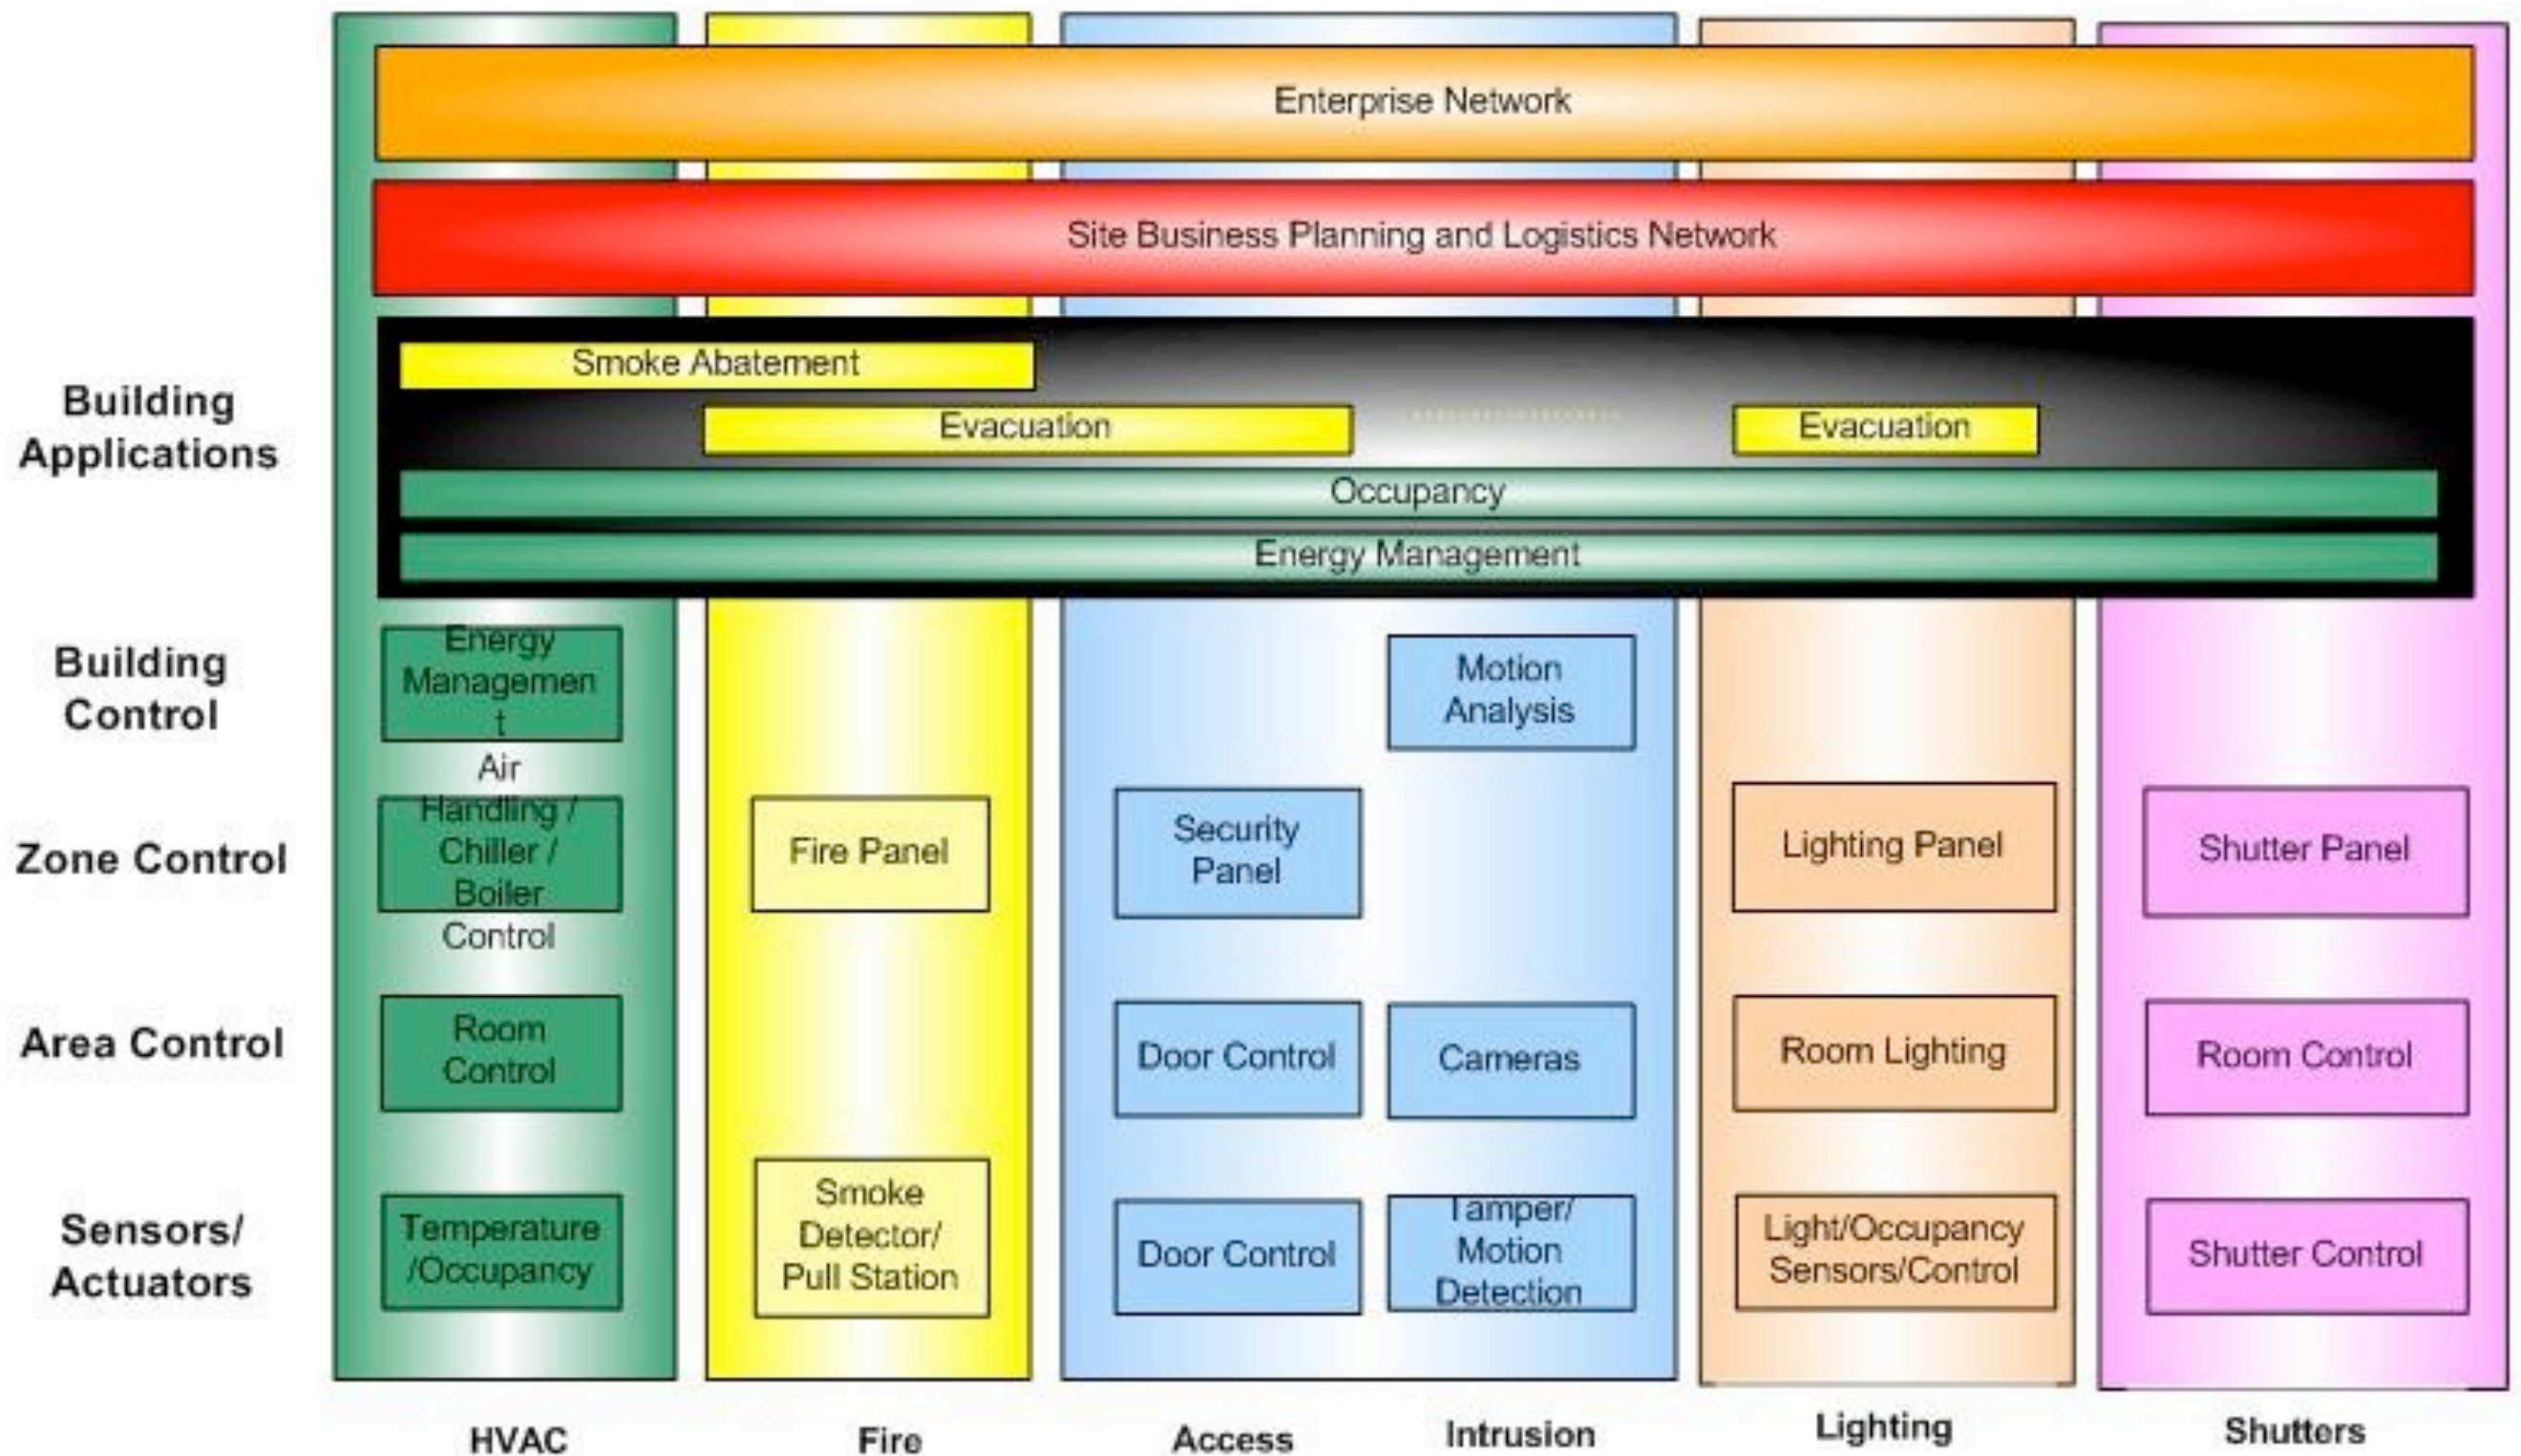 Enterprise Network
Site Business Planning and Logistics Network
Building
Applications
Smoke Abatement
Evacuation
Evacuation
Occupancy
Energy Management
Building
Control
Energy
Managemen
t
Motion
Analysis
Zone Control
Air
Handling /
Chiller /
Boiler
Control
Fire Panel
Security
Panel
Lighting Panel
Shutter Panel
Area Control
Room
Control
Door Control
Cameras
Room Lighting
Room Control
Sensors/
Actuators
Temperature
/Occupancy
Smoke
Detector/
Pull Station
Door Control
Tamper/
Motion
Detection
Light/Occupancy
Sensors/Control
Shutter Control
HVAC
Fire
Access
Intrusion
Lighting
Shutters